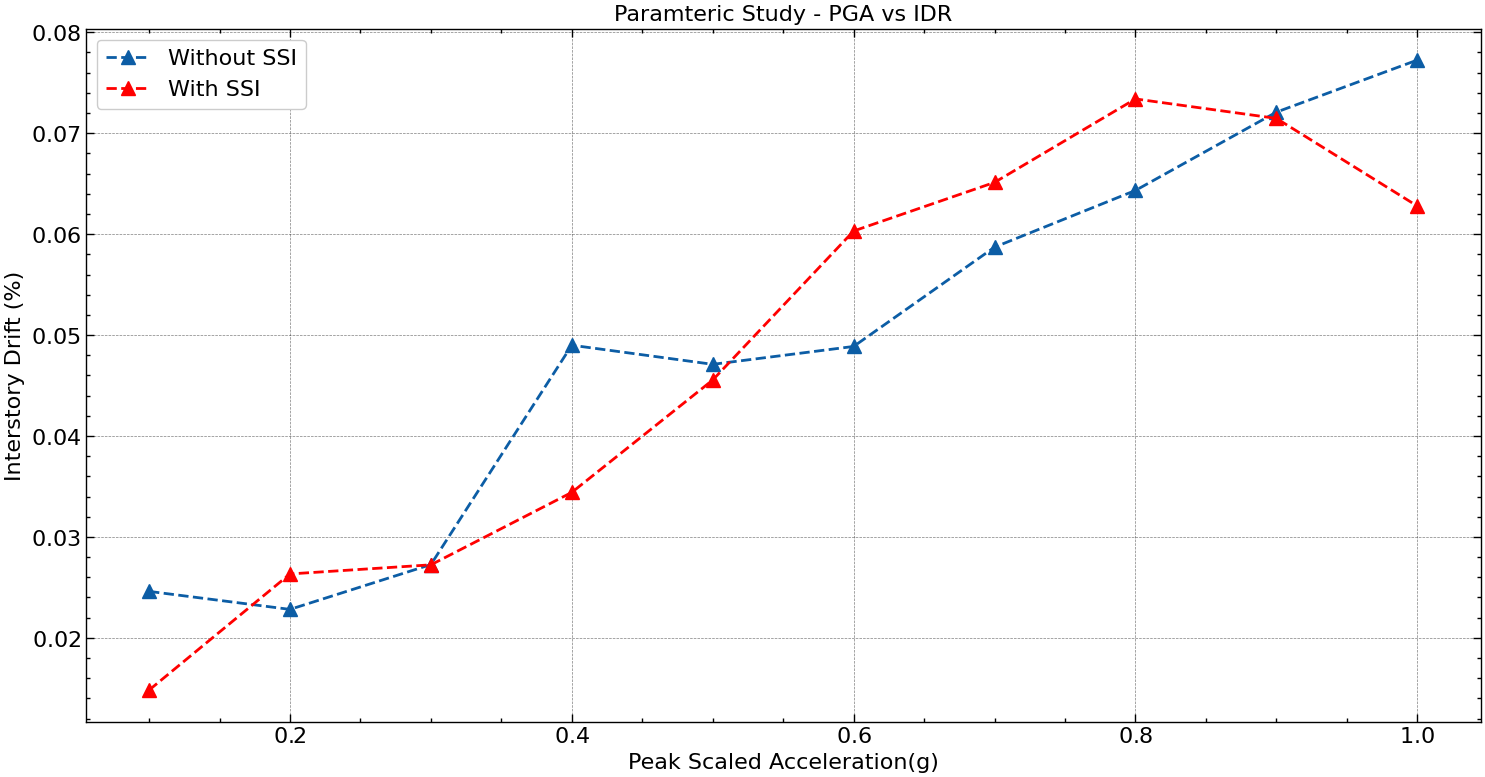 Paramteric Study - PGA vs IDR
Without SSI
With SSI
Interstory Drift (%)
0.08
0.07
0.06
0.05
0.04
0.03
0.02
0.2 0.4 0.6 0.8 1.0
Peak Scaled Acceleration(g)